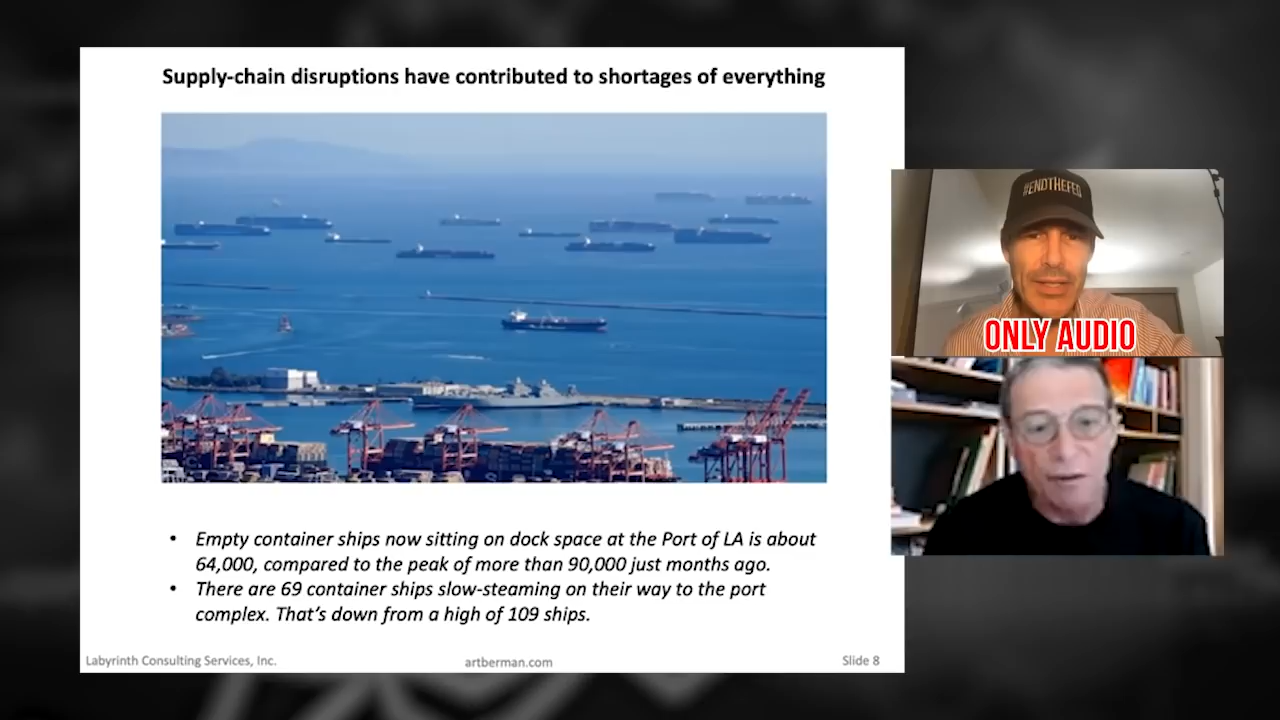 Supply-chain disruptions have contributed to shortages of everything
#ENDTHEFED
ONLY AUDIO
• Empty container ships now sitting on dock space at the Port of LA is about
64,000, compared to the peak of more than 90,000 just months ago.
• There are 69 container ships slow-steaming on their way to the port
complex. That's down from a high of 109 ships.
Labyrinth Consulting Services, Inc.
artberman.com
Slide 8